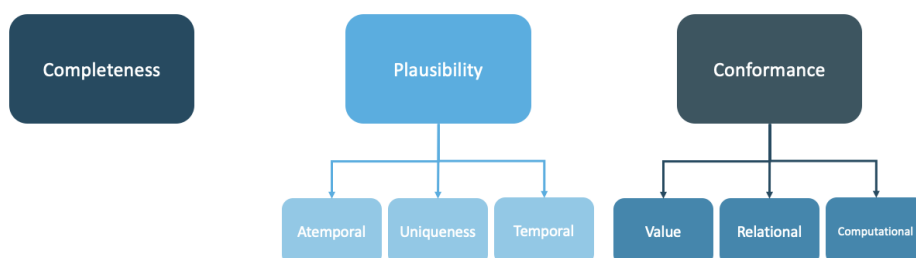 Completeness
Plausibility
Conformance
Atemporal
Uniqueness
Temporal
Value
Relational
Computational